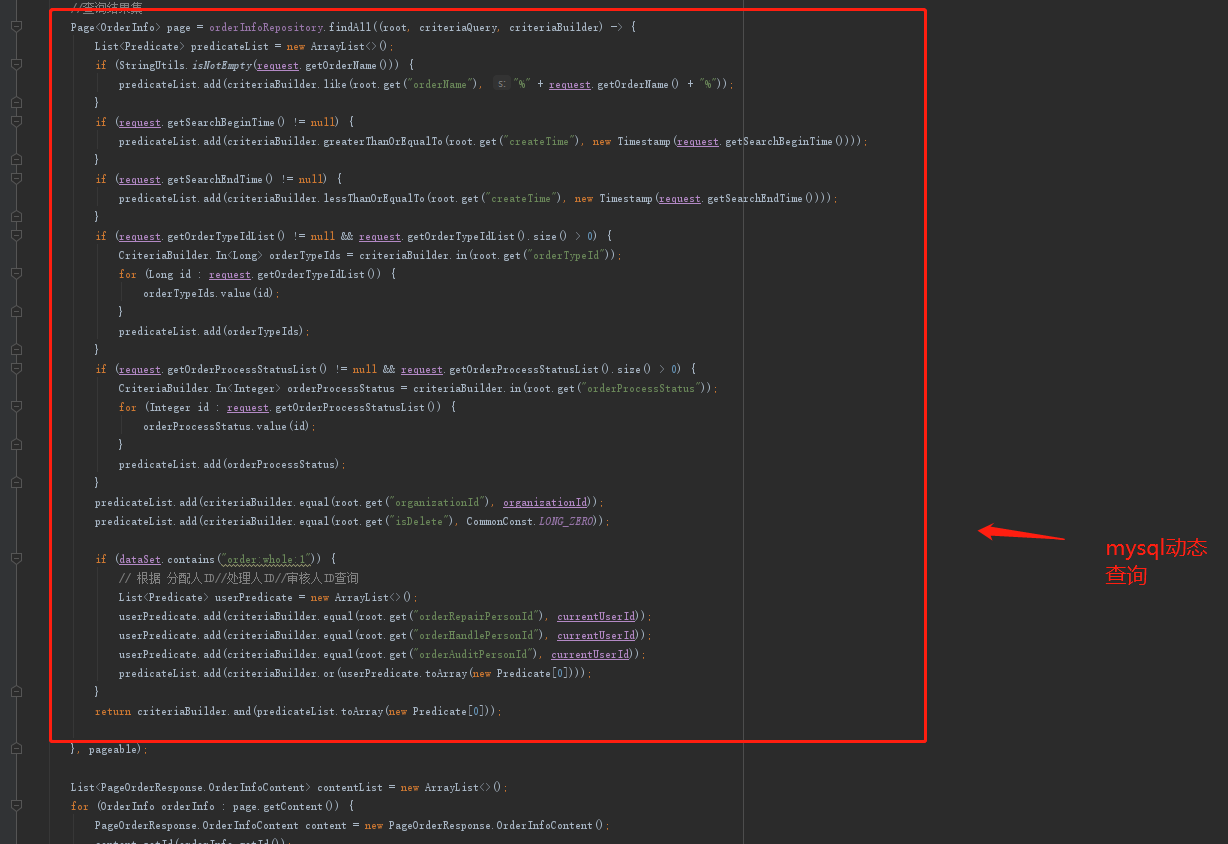 //查询结果集
Page<OrderInfo> page = orderInfoRepository.findAll((root, criteriaQuery, criteriaBuilder) -> {
List<Predicate> predicateList = new ArrayList<>();
if (StringUtils.isNotEmpty(request.getOrderName())) {
predicateList.add(criteriaBuilder.like(root.get("orderName"), s: "%" + request.getOrderName() + "%"));
}
if (request.getSearchBeginTime() != null) {
predicateList.add(criteriaBuilder.greaterThanOrEqualTo(root.get("createTime"), new Timestamp(request.getSearchBeginTime())));
}
if (request.getSearchEndTime() != null) {
predicateList.add(criteriaBuilder.lessThanOrEqualTo(root.get("createTime"), new Timestamp(request.getSearchEndTime())));
}
if (request.getOrderTypeIdList() != null && request.getOrderTypeIdList().size() > 0) {
CriteriaBuilder.In<Long> orderTypeIds = criteriaBuilder.in(root.get("orderTypeId"));
for (Long id : request.getOrderTypeIdList()) {
orderTypeIds.value(id);
}
predicateList.add(orderTypeIds);
}
if (request.getOrderProcessStatusList() != null && request.getOrderProcessStatusList().size() > 0) {
CriteriaBuilder.In<Integer> orderProcessStatus = criteriaBuilder.in(root.get("orderProcessStatus"));
for (Integer id : request.getOrderProcessStatusList()) {
orderProcessStatus.value(id);
}
predicateList.add(orderProcessStatus);
}
predicateList.add(criteriaBuilder.equal(root.get("organizationId"), organizationId));
predicateList.add(criteriaBuilder.equal(root.get("isDelete"), CommonConst.LONG_ZERO));
if (dataSet.contains("order:whole:1")) {
// 根据 分配人ID//处理人ID//审核人ID查询
List<Predicate> userPredicate = new ArrayList<>();
userPredicate.add(criteriaBuilder.equal(root.get("orderRepairPersonId"), currentUserId));
userPredicate.add(criteriaBuilder.equal(root.get("orderHandlePersonId"), currentUserId));
userPredicate.add(criteriaBuilder.equal(root.get("orderAuditPersonId"), currentUserId));
predicateList.add(criteriaBuilder.or(userPredicate.toArray(new Predicate[0])));
}
return criteriaBuilder.and(predicateList.toArray(new Predicate[0]));
}, pageable);
List<PageOrderResponse.OrderInfoContent> contentList = new ArrayList<>();
for (OrderInfo orderInfo : page.getContent()) {
PageOrderResponse.OrderInfoContent content = new PageOrderResponse.OrderInfoContent();
content.setId(orderInfo.getId());
mysql动态
查询